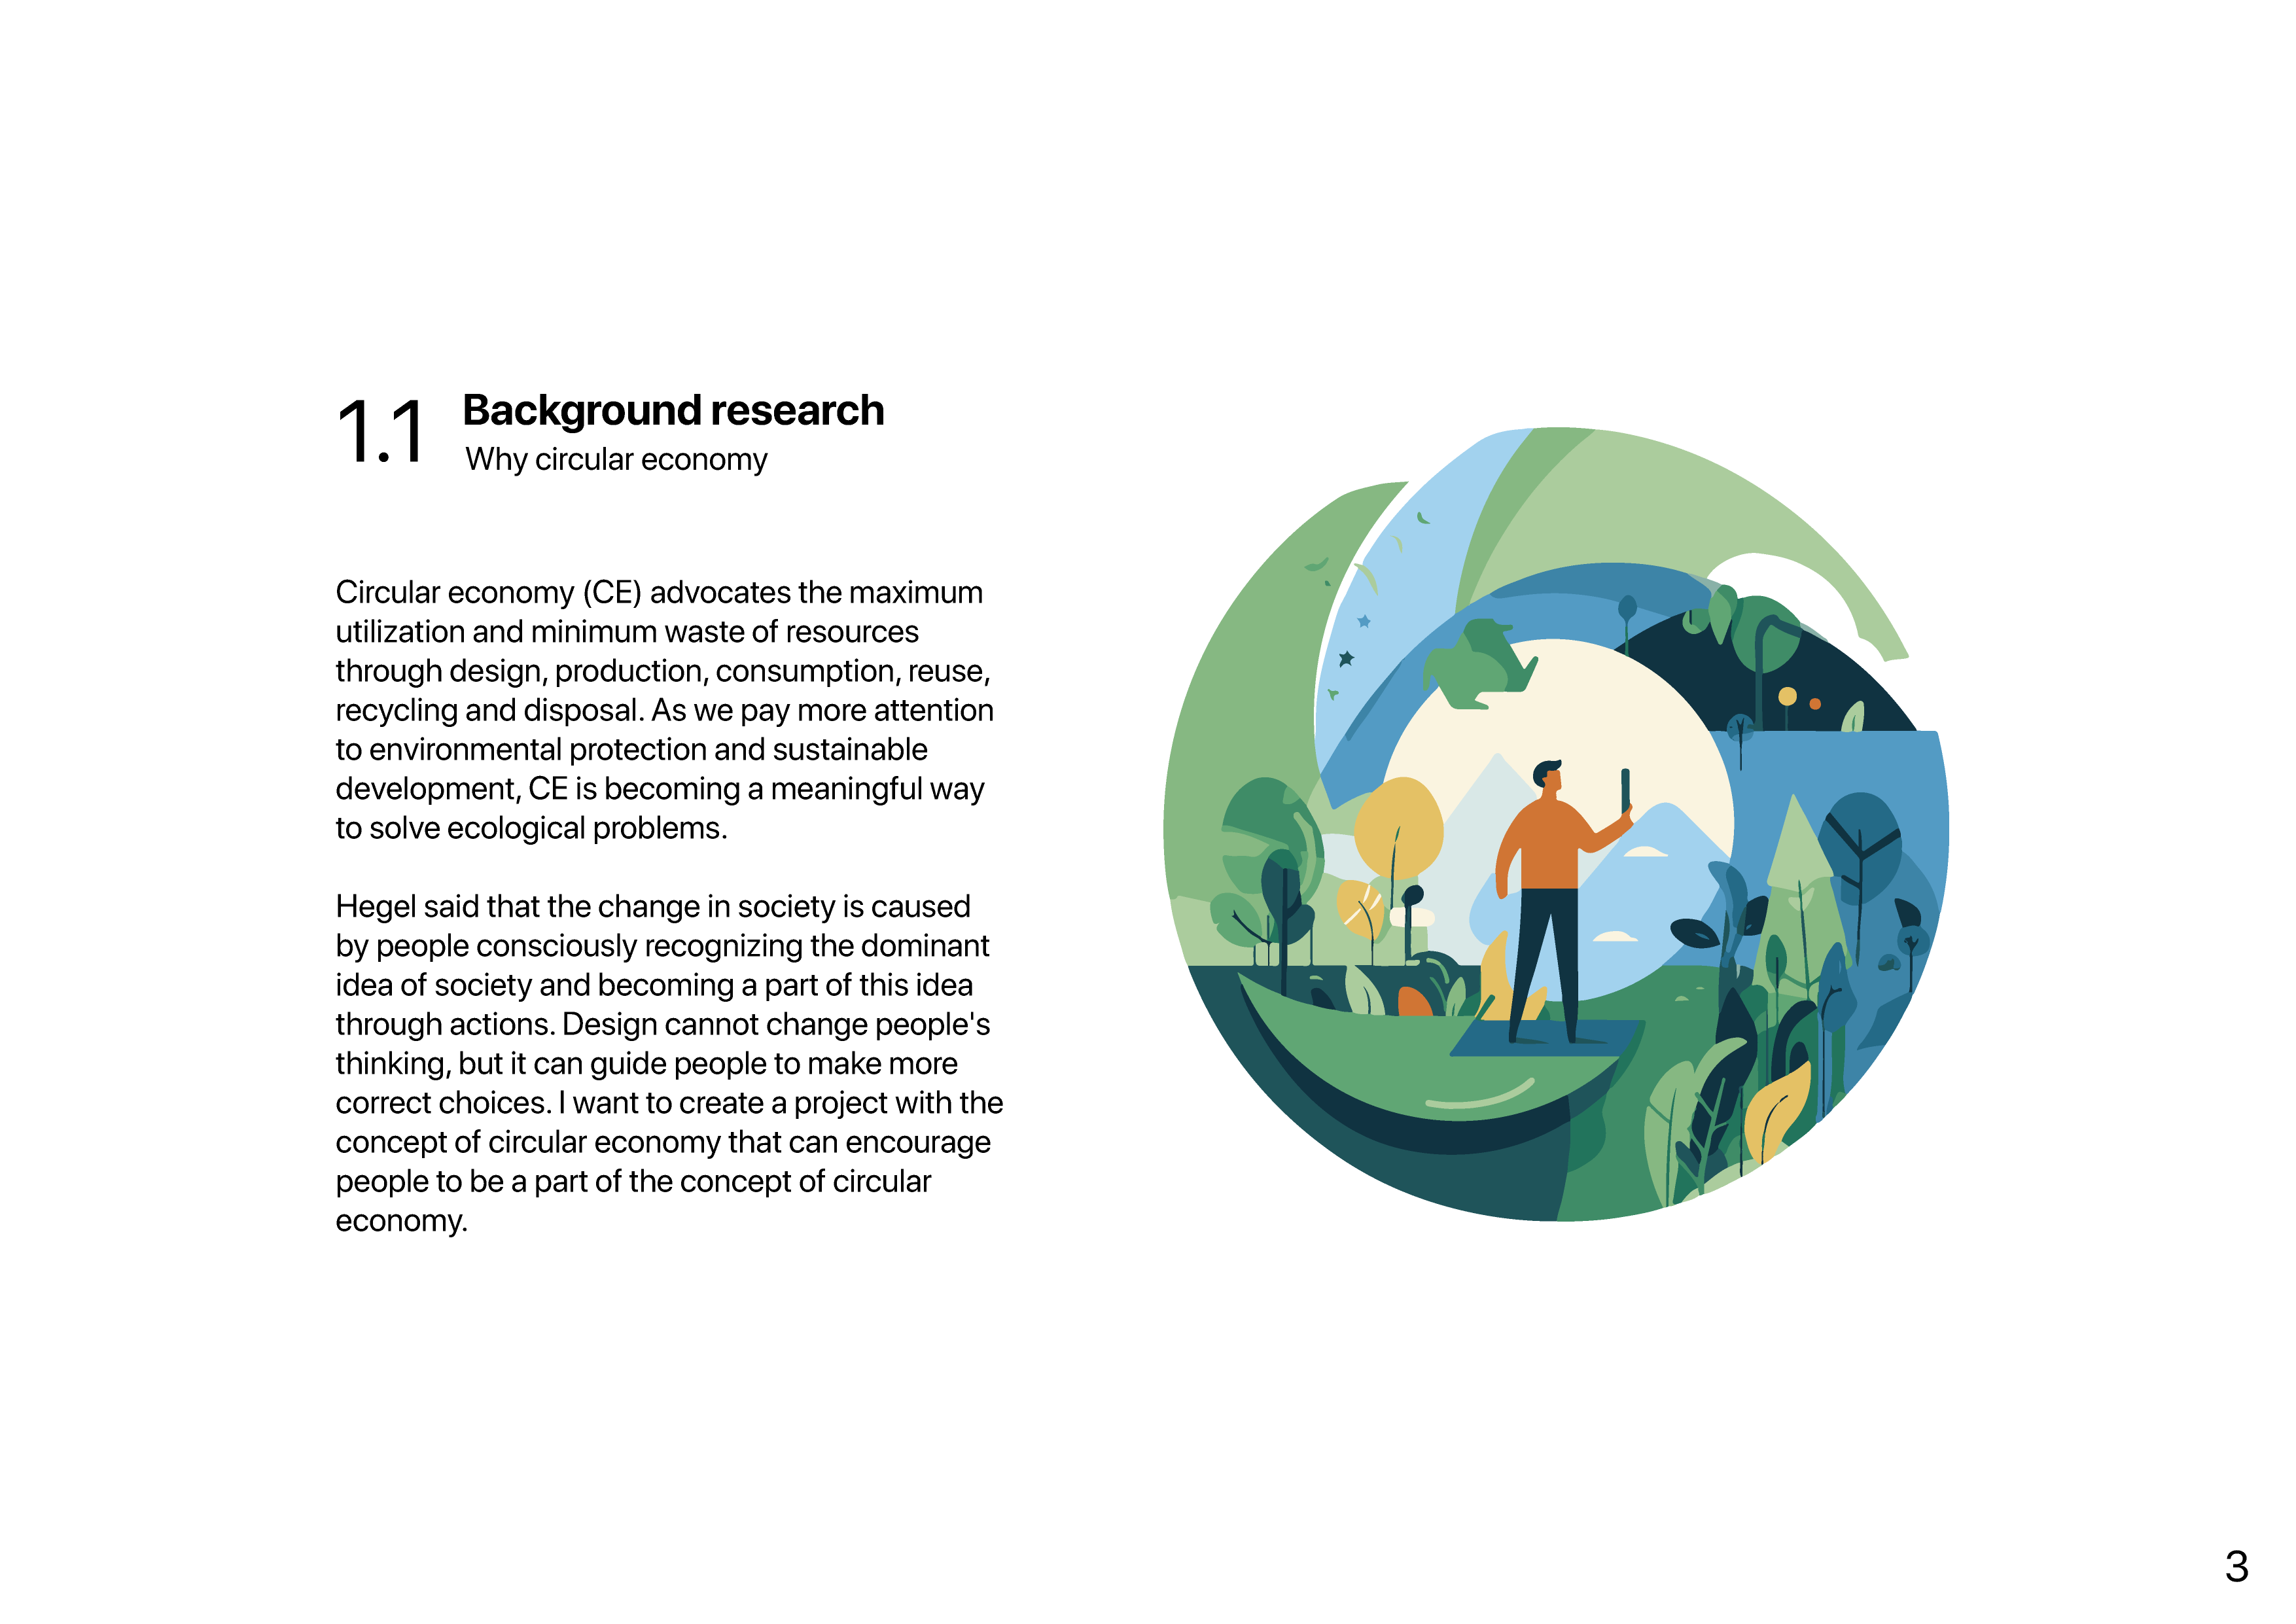 1.1
Background research
Why circular economy
Circular economy (CE) advocates the maximum
utilization and minimum waste of resources
through design, production, consumption, reuse,
recycling and disposal. As we pay more attention
to environmental protection and sustainable
development, CE is becoming a meaningful way
to solve ecological problems.
Hegel said that the change in society is caused
by people consciously recognizing the dominant
idea of society and becoming a part of this idea
through actions. Design cannot change people's
thinking, but it can guide people to make more
correct choices. I want to create a project with the
concept of circular economy that can encourage
people to be a part of the concept of circular
economy.
3